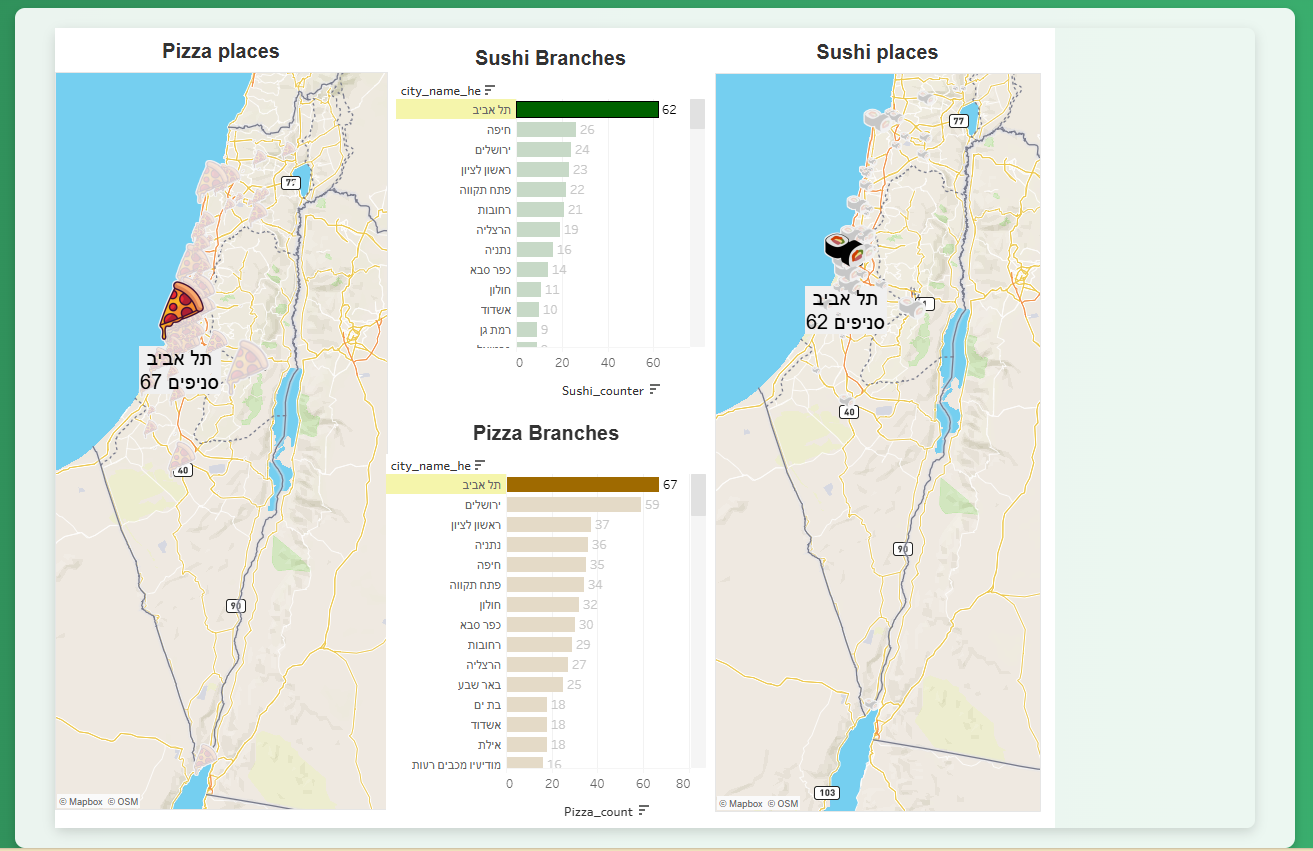 Pizza places
77
תל אביב
67 סניפים
40
90
© Mapbox © OSM
Sushi Branches
city_name_he
תל אביב 62
חיפה 26
ירושלים 24
ראשון לציון 23
פתח תקווה 22
רחובות 21
הרצליה 19
נתניה 16
כפר סבא 14
חולון 11
אשדוד 10
רמת גן 9
0 20 40 60
Sushi_counter
Pizza Branches
city_name_he
תל אביב 67
ירושלים 59
ראשון לציון 37
נתניה 36
חיפה 35
פתח תקווה 34
חולון 32
כפר סבא 30
רחובות 29
הרצליה 27
באר שבע 25
בת ים 18
אשדוד 18
אילת 18
מודיעין מכבים רעות 16
0 20 40 60 80
Pizza_count
Sushi places
77
1
תל אביב
62 סניפים
40
90
103
© Mapbox © OSM